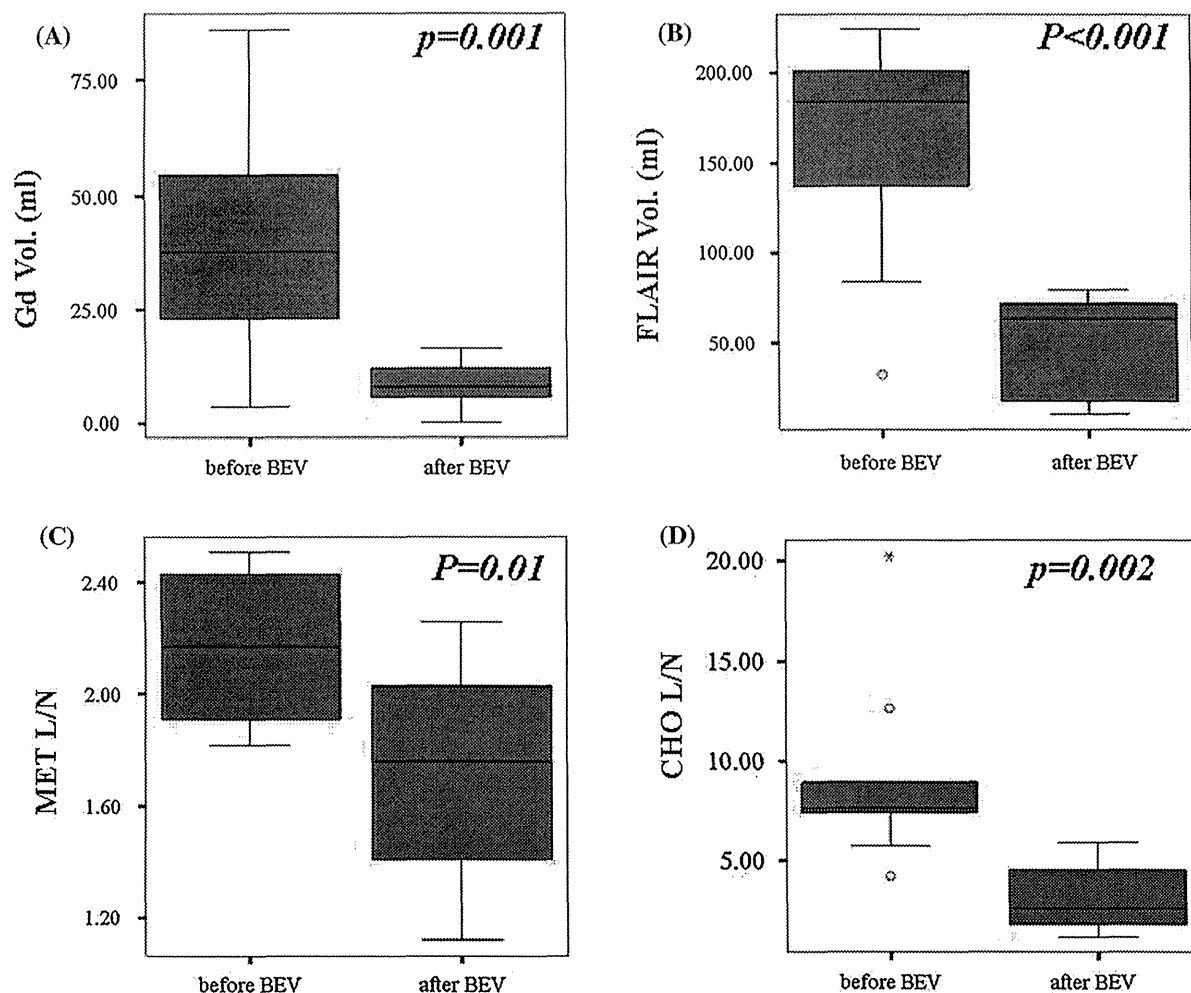 (A)
p=0.001
75.00
50.00
25.00
0.00
Gd Vol. (ml)
before BEV
after BEV
(B)
P<0.001
200.00
150.00
100.00
50.00
FLAIR Vol. (ml)
before BEV
after BEV
(C)
P=0.01
2.40
2.00
1.60
1.20
MET L/N
before BEV
after BEV
(D)
p=0.002
20.00
15.00
10.00
5.00
CHO L/N
before BEV
after BEV